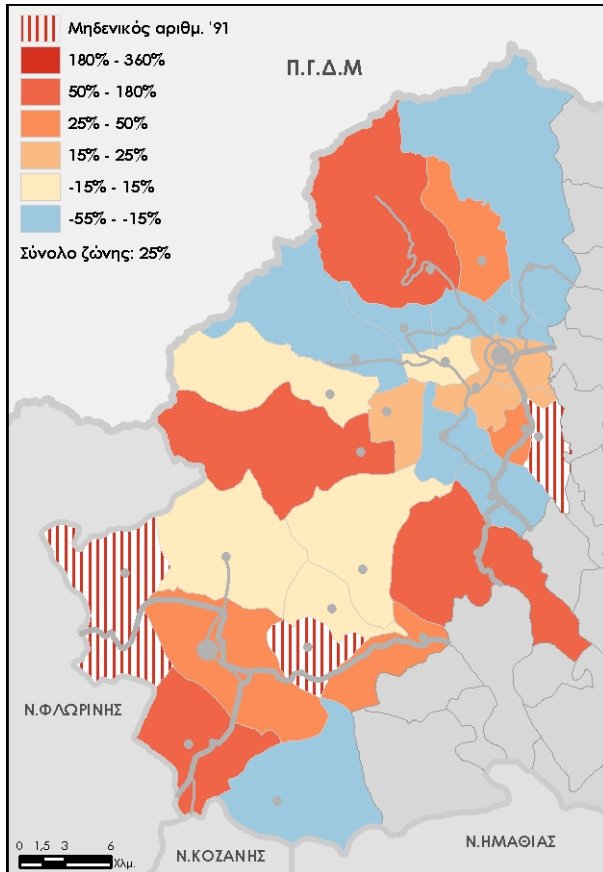 Μηδενικός αριθμ. '91
180% - 360%
50% - 180%
25% - 50%
15% - 25%
-15% - 15%
-55% - -15%
Σύνολο ζώνης: 25%
Π.Γ.Δ.Μ
Ν.ΦΛΩΡΙΝΗΣ
Ν.ΚΟΖΑΝΗΣ
Ν.ΗΜΑΘΙΑΣ
0 1,5 3 6
Χλμ.